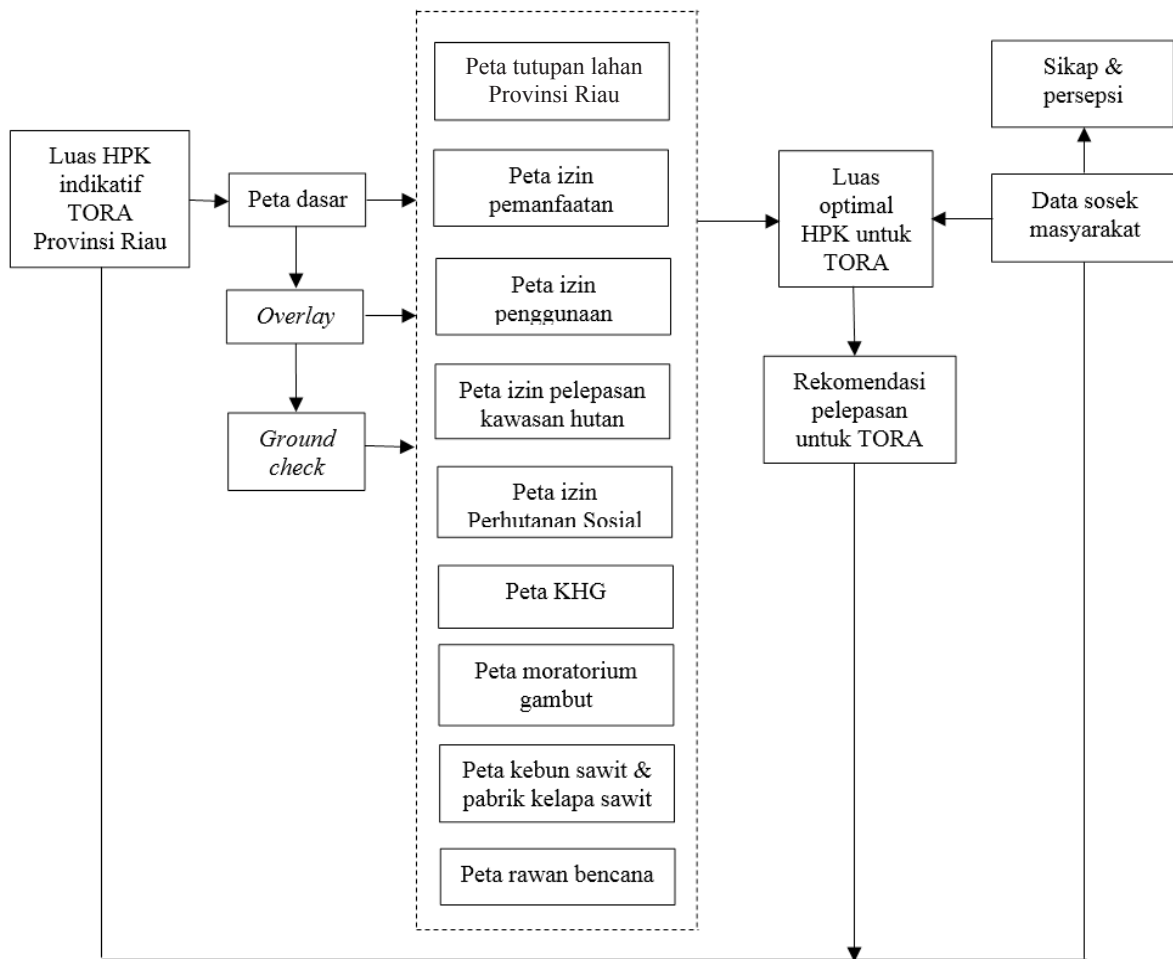 Luas HPK
indikatif
TORA
Provinsi Riau
Peta dasar
Overlay
Ground
check
Peta tutupan lahan
Provinsi Riau
Peta izin
pemanfaatan
Peta izin
penggunaan
Peta izin pelepasan
kawasan hutan
Peta izin
Perhutanan Sosial
Peta KHG
Peta moratorium
gambut
Peta kebun sawit &
pabrik kelapa sawit
Peta rawan bencana
Luas
optimal
HPK untuk
TORA
Rekomendasi
pelepasan
untuk TORA
Sikap &
persepsi
Data sosek
masyarakat